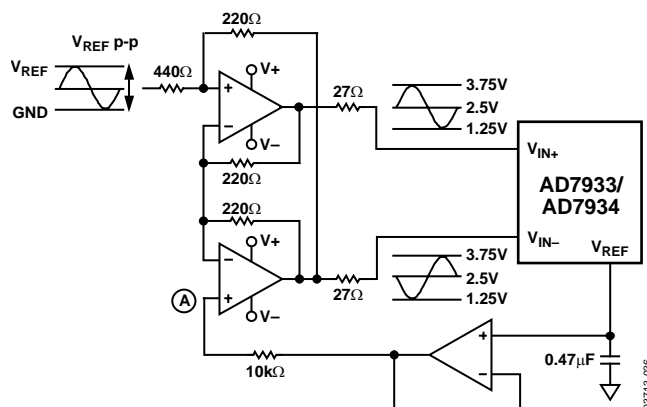 220Ω
VREF p-p
VREF
440Ω
GND
V+
27Ω
3.75V
2.5V
1.25V
+
−
V−
220Ω
VIN+
AD7933/
AD7934
220Ω
V+
VIN−
VREF
−
3.75V
2.5V
1.25V
A
+
27Ω
V−
10kΩ
+
−
0.47µF